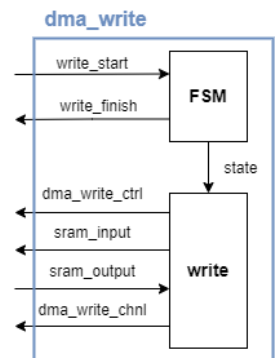 dma_write
write_start
FSM
write_finish
state
dma_write_ctrl
sram_input
write
sram_output
dma_write_chnl